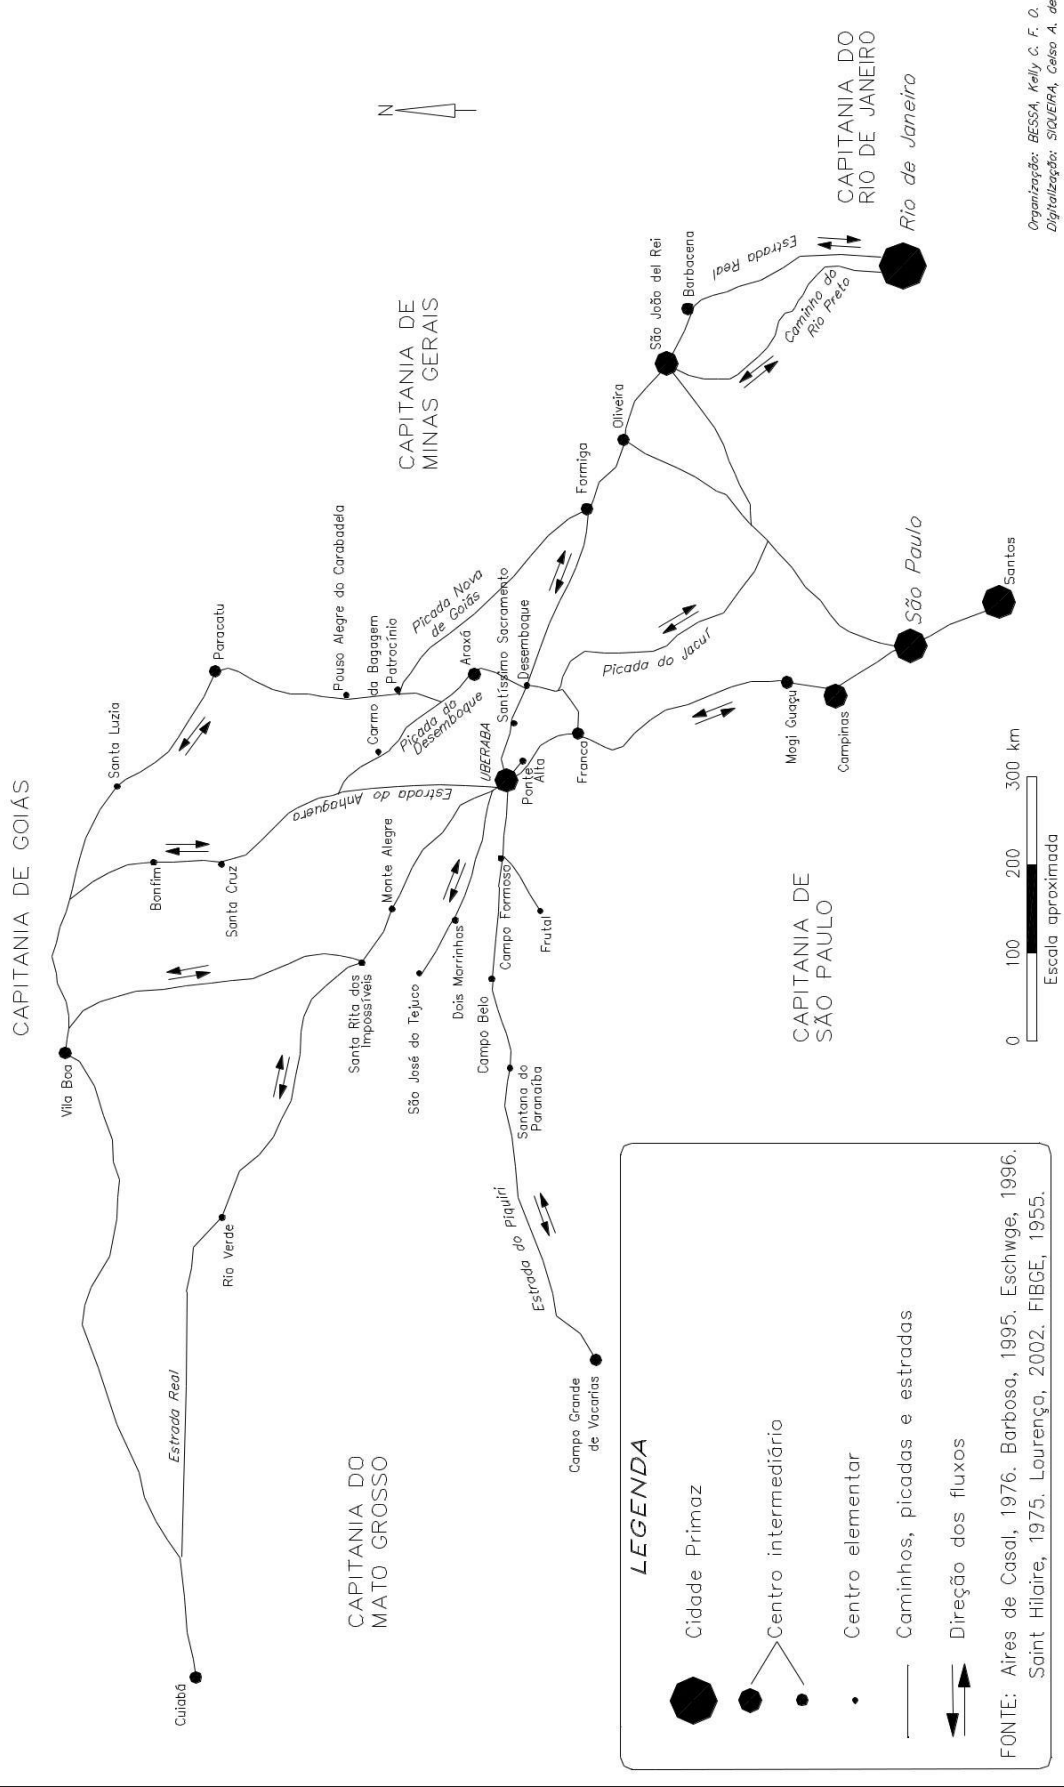 CAPITANIA DE GOIÁS
Vila Boa
Santa Luzia
Bonfim
Santa Cruz
Paracatu
Pouso Alegre do Carabadela
Carmo da Bagagem
Patrocínio
Picada Nova
de Goiás
Araxá
Picada do
Desemboque
Estrada do Anhaguera
UBERABA
Santíssimo Sacramento
Desemboque
Ponte
Alta
Franca
Monte Alegre
Santa Rita dos
Impossíveis
São José do Tejuco
Dois Morrinhos
Campo Formoso
Frutal
Campo Belo
Santana do
Paranaíba
Estrada do Piquiri
Campo Grande
de Vacarias
Rio Verde
Estrada Real
Cuiabá
CAPITANIA DO
MATO GROSSO
CAPITANIA DE
MINAS GERAIS
N
Formiga
Oliveira
São João del Rei
Barbacena
Estrada Real
Caminho do
Rio Preto
CAPITANIA DO
RIO DE JANEIRO
Rio de Janeiro
Picada do Jacuí
Mogi Guaçu
Campinas
São Paulo
Santos
CAPITANIA DE
SÃO PAULO
0 100 200 300 km
Escala aproximada
LEGENDA
Cidade Primaz
Centro intermediário
Centro elementar
Caminhos, picadas e estradas
Direção dos fluxos
FONTE: Aires de Casal, 1976. Barbosa, 1995. Eschwge, 1996.
Saint Hilaire, 1975. Lourenço, 2002. FIBGE, 1955.
Organização: BESSA, Kelly C. F. O.
Digitalização: SIQUEIRA, Celso A. de